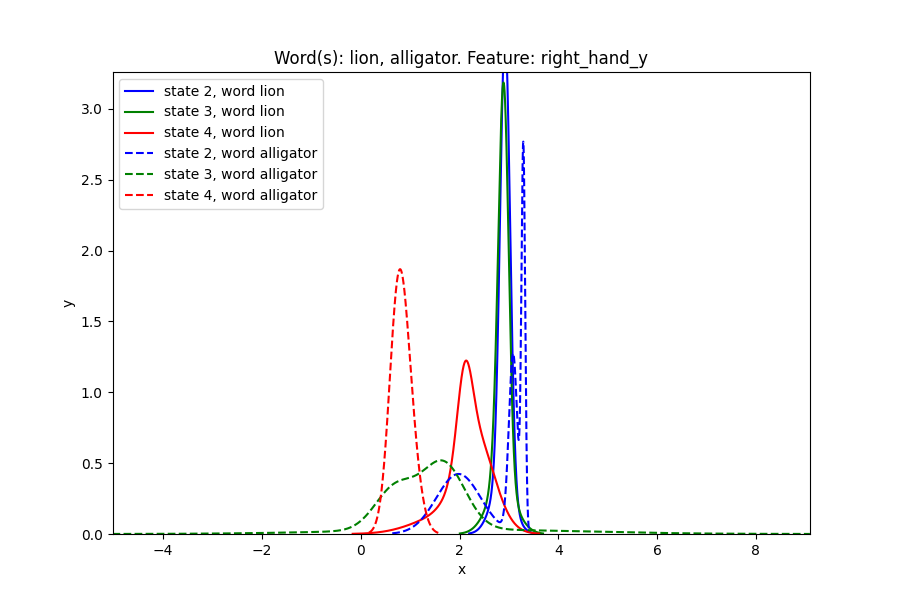 Word(s): lion, alligator. Feature: right_hand_y
state 2, word lion
state 3, word lion
state 4, word lion
state 2, word alligator
state 3, word alligator
state 4, word alligator
3.0
2.5
2.0
1.5
1.0
0.5
0.0
y
−4 −2 0 2 4 6 8
x